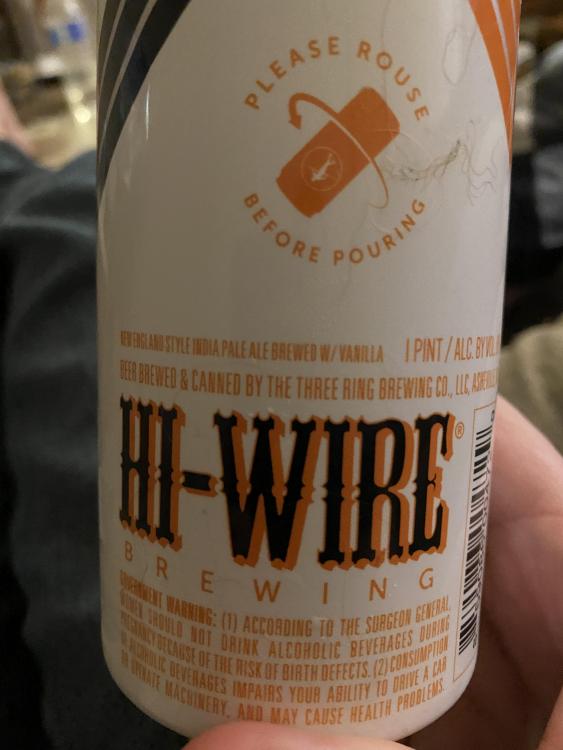 PLEASE ROUSE
BEFORE POURING
NEW ENGLAND STYLE INDIA PALE ALE BREWED W/ VANILLA 1 PINT / ALC. BY VOL.
BEER BREWED & CANNED BY THE THREE RING BREWING CO., LLC,
HI-WIRE®
BREWING
GOVERNMENT WARNING: (1) ACCORDING TO THE SURGEON GENERAL,
WOMEN SHOULD NOT DRINK ALCOHOLIC BEVERAGES DURING
PREGNANCY BECAUSE OF THE RISK OF BIRTH DEFECTS. (2) CONSUMPTION
OF ALCOHOLIC BEVERAGES IMPAIRS YOUR ABILITY TO DRIVE A CAR
OR OPERATE MACHINERY, AND MAY CAUSE HEALTH PROBLEMS.